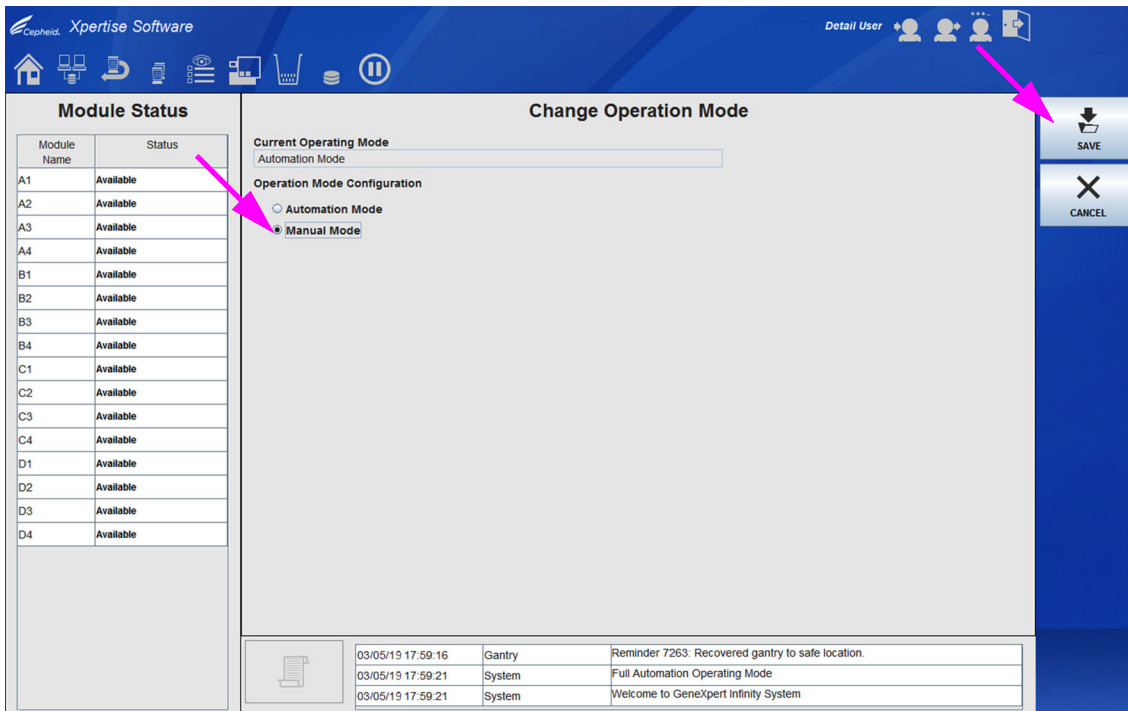 Cepheid. Xpertise Software
Detail User
Module Status
Module Name Status
A1 Available
A2 Available
A3 Available
A4 Available
B1 Available
B2 Available
B3 Available
B4 Available
C1 Available
C2 Available
C3 Available
C4 Available
D1 Available
D2 Available
D3 Available
D4 Available
Change Operation Mode
Current Operating Mode
Automation Mode
Operation Mode Configuration
Automation Mode
Manual Mode
SAVE
CANCEL
03/05/19 17:59:16 Gantry Reminder 7263: Recovered gantry to safe location.
03/05/19 17:59:21 System Full Automation Operating Mode
03/05/19 17:59:21 System Welcome to GeneXpert Infinity System